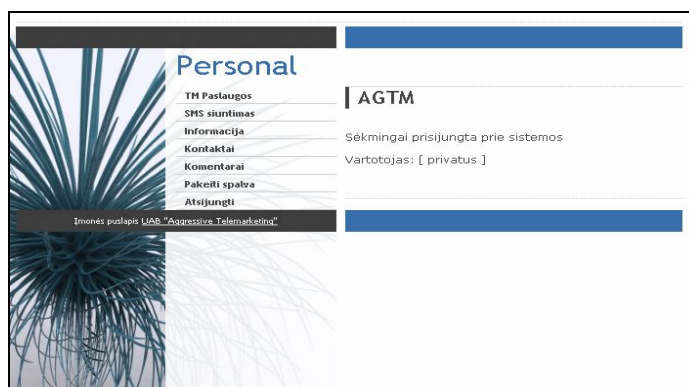 Personal
TM Paslaugos
SMS siuntimas
Informacija
Kontaktai
Komentarai
Pakeiti spalva
Atsijungti
Įmonės puslapis UAB "Aggressive Telemarketing"
AGTM
Sėkmingai prisijungta prie sistemos
Vartotojas: [ privatus ]